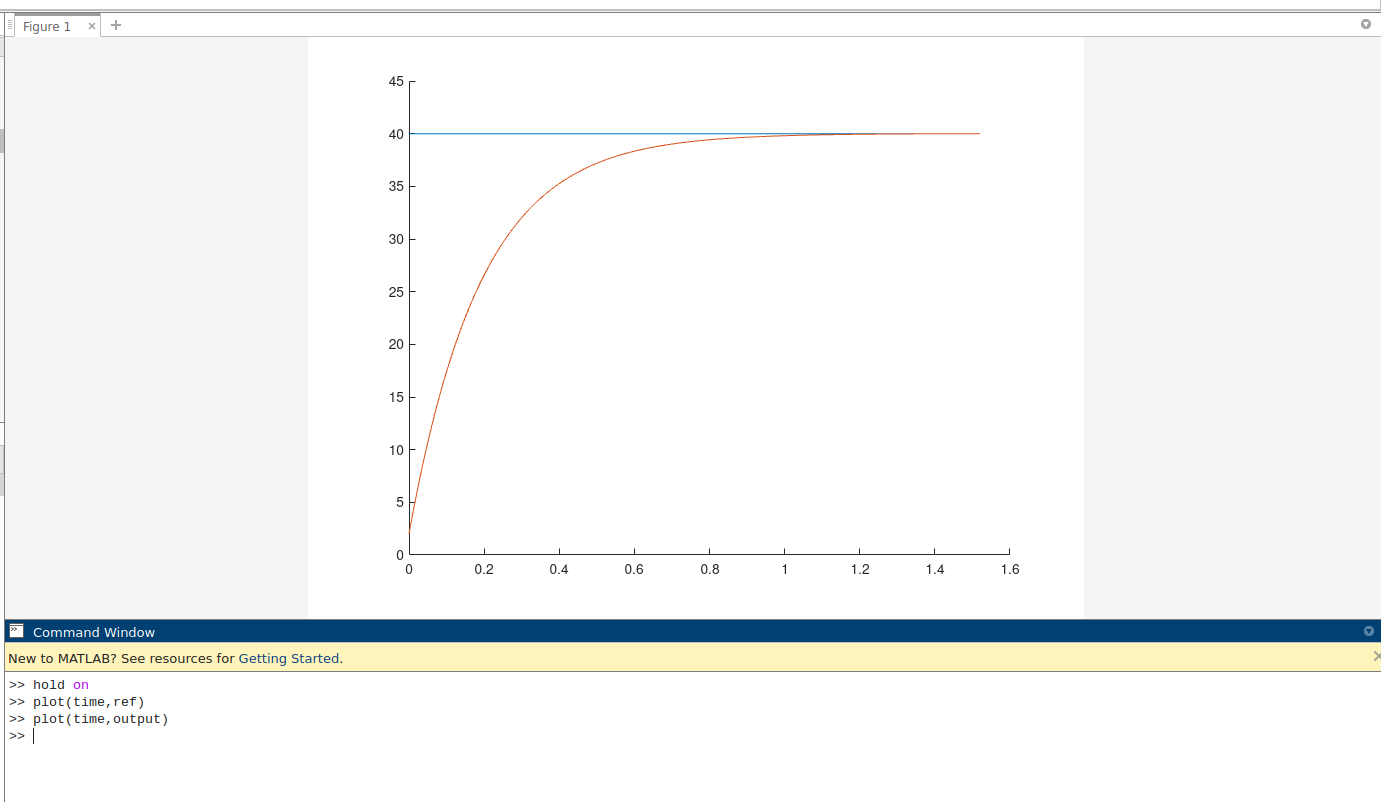 Figure 1
45
40
35
30
25
20
15
10
5
0
0 0.2 0.4 0.6 0.8 1 1.2 1.4 1.6
Command Window
New to MATLAB? See resources for Getting Started.
>> hold on
>> plot(time,ref)
>> plot(time,output)
>>